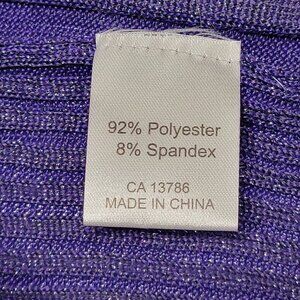 92% Polyester
8% Spandex
CA 13786
MADE IN CHINA